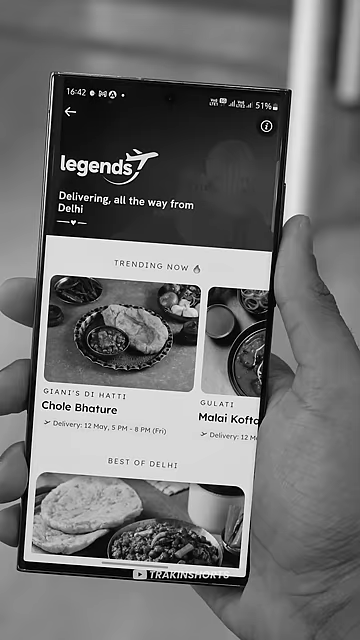 16:42
51%
legends
Delivering, all the way from
Delhi
TRENDING NOW
GIANI'S DI HATTI
Chole Bhature
Delivery: 12 May, 5 PM - 8 PM (Fri)
GULATI
Malai Kofta
Delivery: 12 M
BEST OF DELHI
TRAKINSHORTS